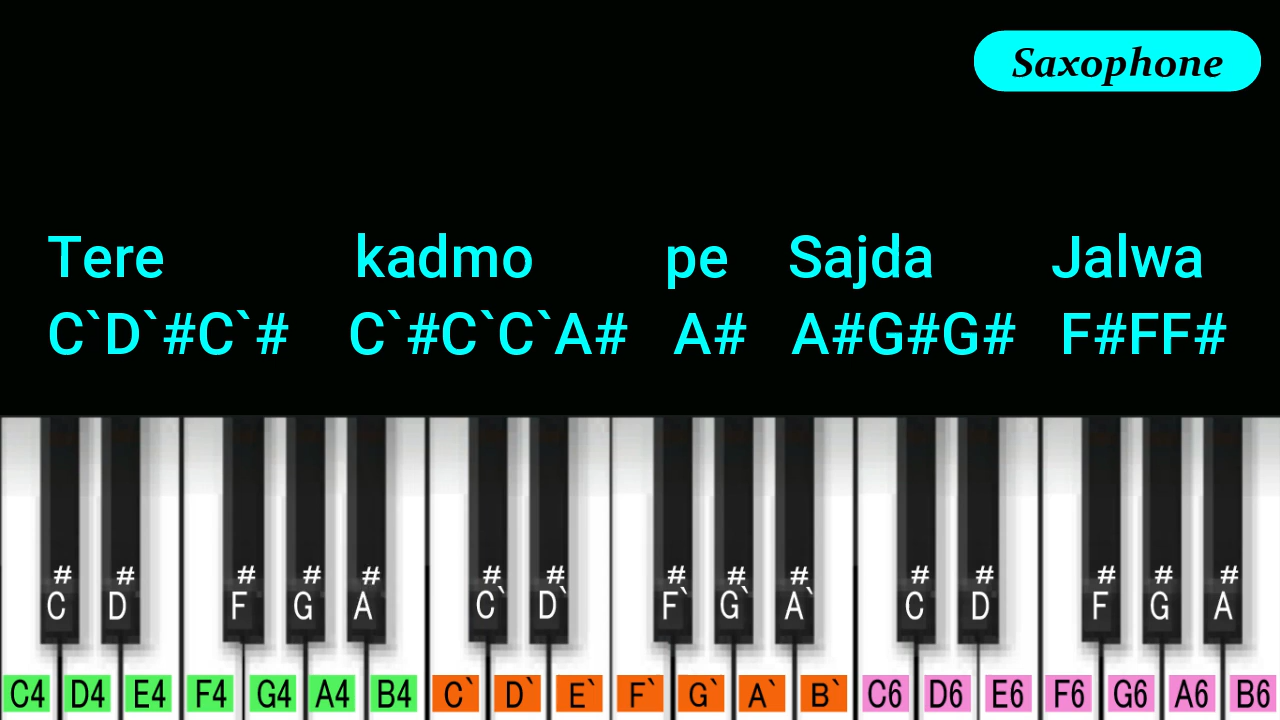 Saxophone
Tere kadmo pe Sajda Jalwa
C`D`#C`# C`#C`C`A# A# A#G#G# F#FF#
# # # # # # # # # # # # # # #
C D F G A C` D` F` G` A` C D F G A
C4 D4 E4 F4 G4 A4 B4 C` D` E` F` G` A` B` C6 D6 E6 F6 G6 A6 B6